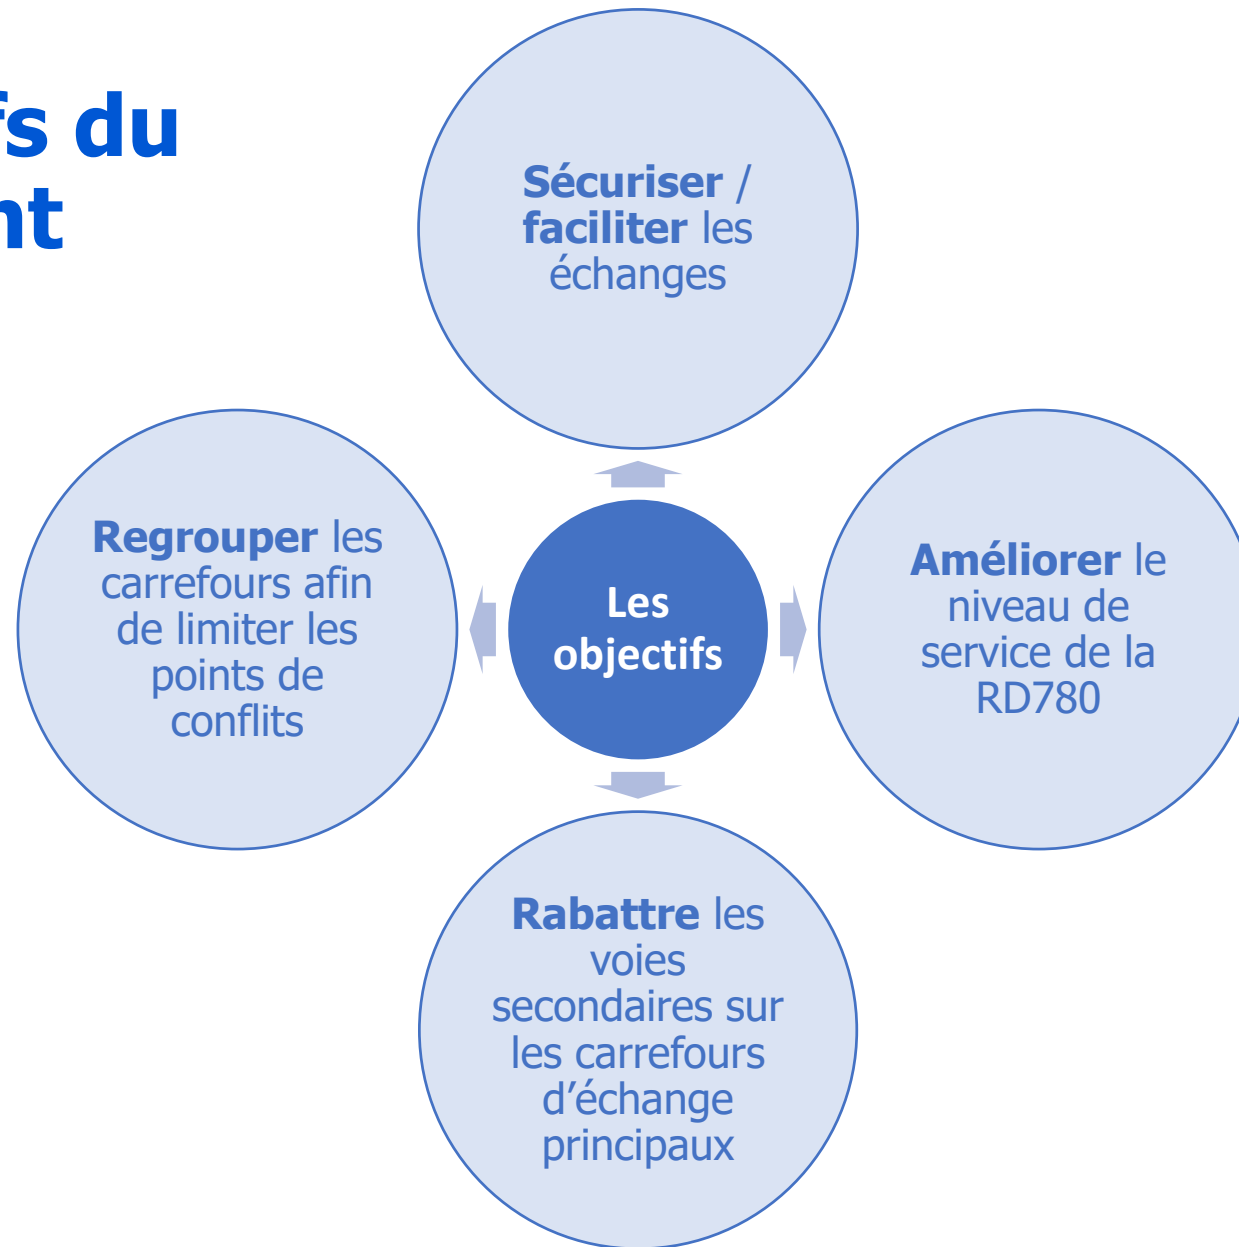 fs du
nt
Sécuriser /
faciliter les
échanges
Regrouper les
carrefours afin
de limiter les
points de
conflits
Les
objectifs
Améliorer le
niveau de
service de la
RD780
Rabattre les
voies
secondaires sur
les carrefours
d’échange
principaux